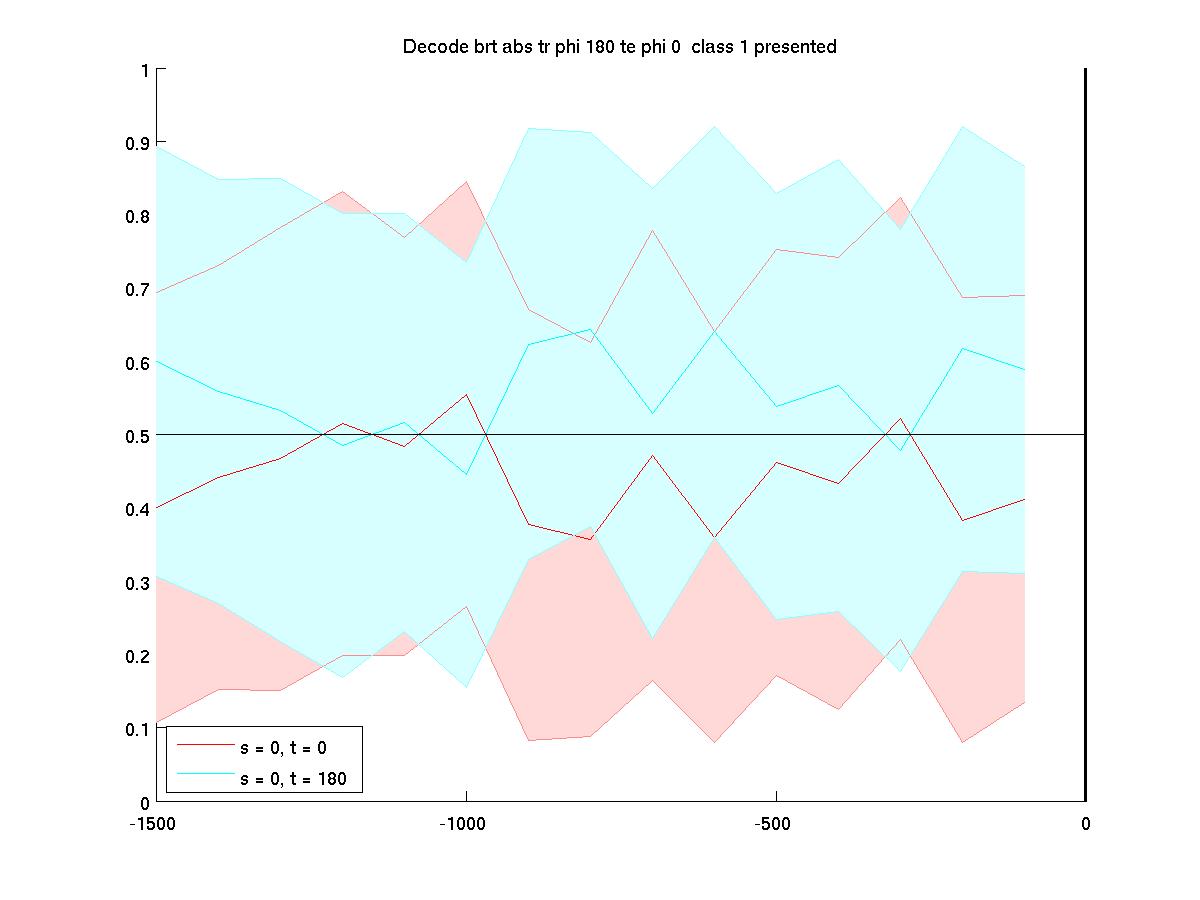 Decode brt abs tr phi 180 te phi 0  class 1 presented
1
0.9
0.8
0.7
0.6
0.5
0.4
0.3
0.2
0.1
0
s = 0, t = 0
s = 0, t = 180
-1500 -1000 -500 0